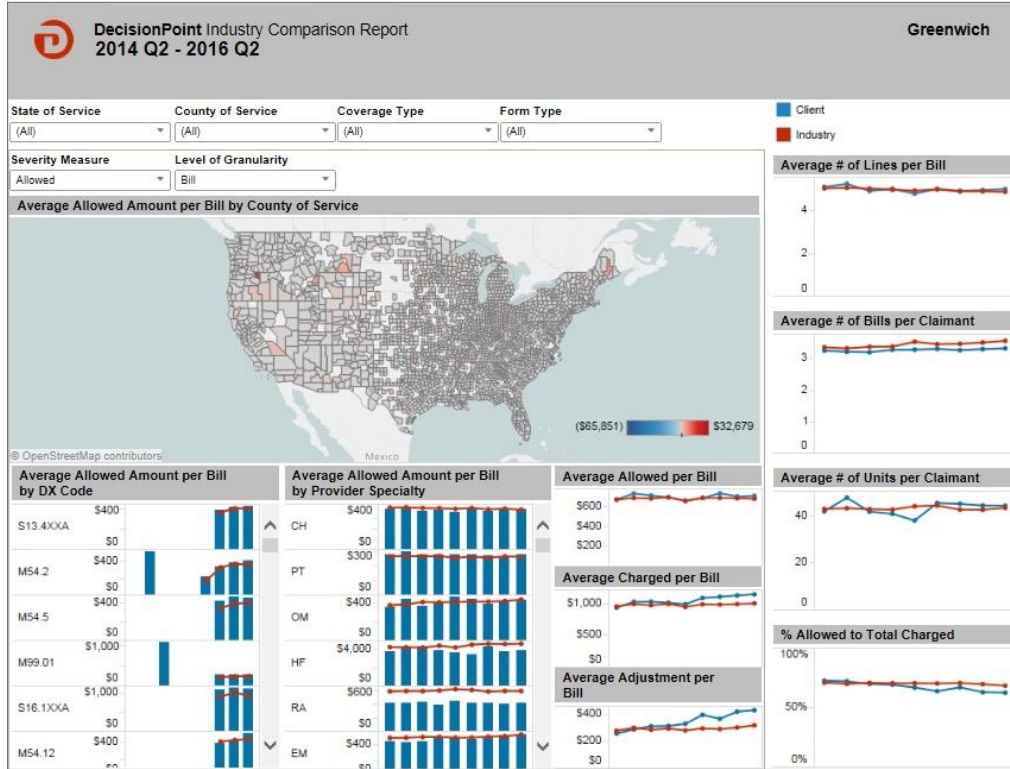 DecisionPoint Industry Comparison Report
2014 Q2 - 2016 Q2
Greenwich
State of Service
County of Service
Coverage Type
Form Type
(All)
(All)
(All)
(All)
Severity Measure
Level of Granularity
Allowed
Bill
Client
Industry
Average Allowed Amount per Bill by County of Service
($65,851)
$32,679
© OpenStreetMap contributors
Mexico
Average Allowed Amount per Bill
by DX Code
S13.4XXA
$400
$0
M54.2
$400
$0
M54.5
$400
$0
M99.01
$1,000
$0
S16.1XXA
$1,000
$0
M54.12
$400
$0
Average Allowed Amount per Bill
by Provider Specialty
CH
$400
$0
PT
$300
$0
OM
$400
$0
HF
$4,000
$0
RA
$600
$0
EM
$400
$0
Average Allowed per Bill
$600
$400
$200
Average Charged per Bill
$1,000
$500
$0
Average Adjustment per
Bill
$400
$200
$0
Average # of Lines per Bill
4
2
0
Average # of Bills per Claimant
3
2
1
0
Average # of Units per Claimant
40
20
0
% Allowed to Total Charged
100%
50%
0%